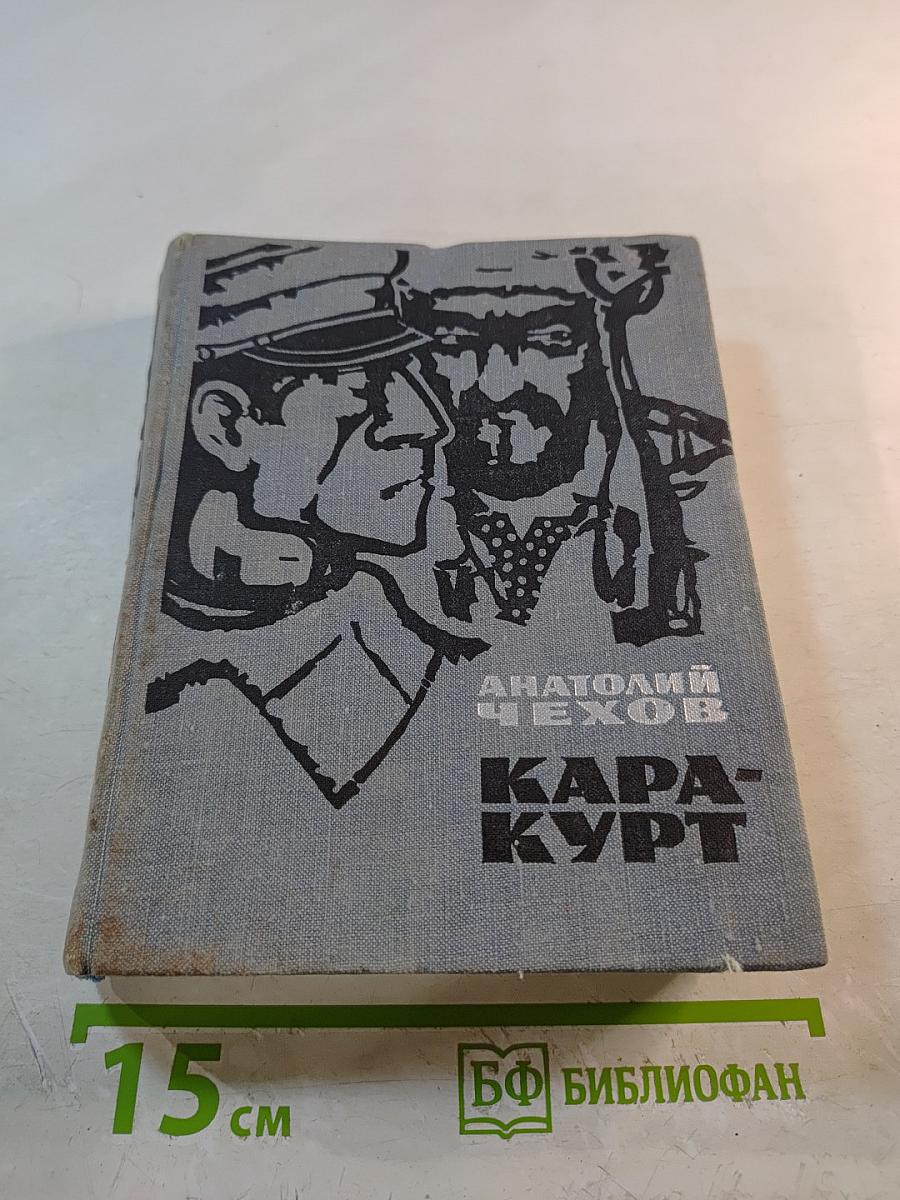 АНАТОЛИЙ
ЧЕХОВ
КАРА-
КУРТ
15 см
БФ БИБЛИОФАН